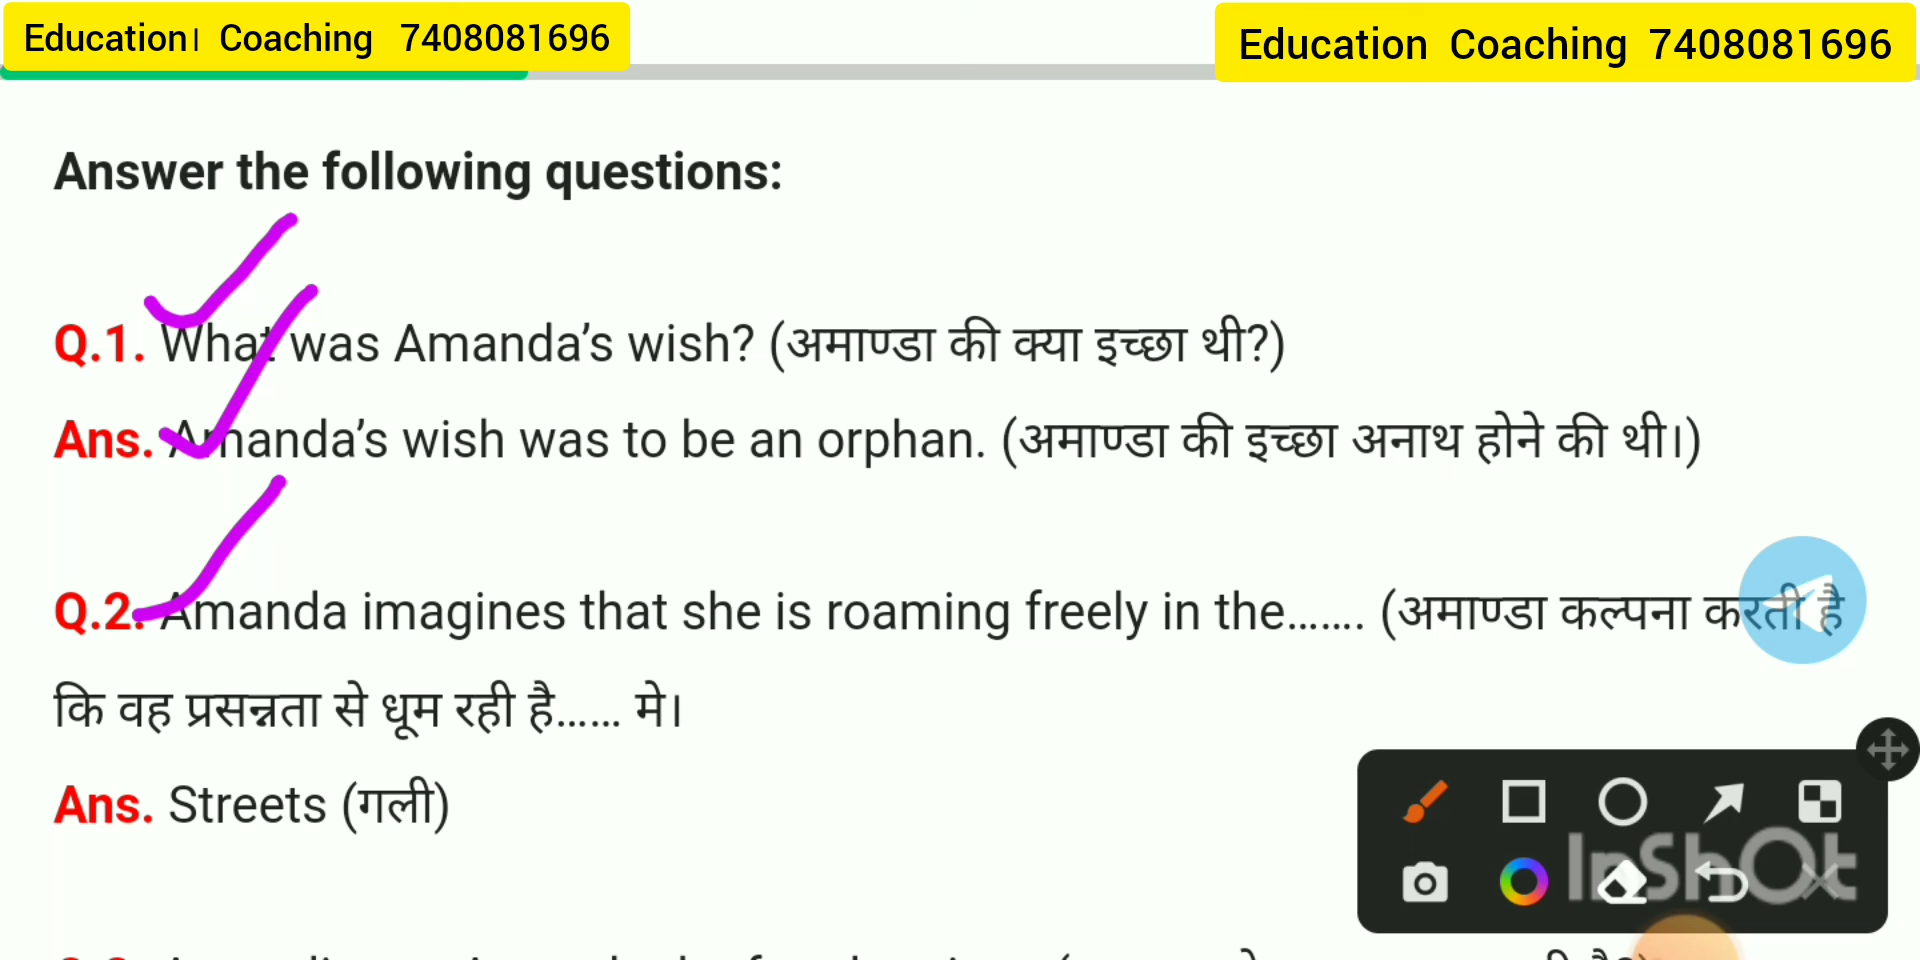 Education। Coaching 7408081696
Education Coaching 7408081696
Answer the following questions:
Q.1. What was Amanda’s wish? (अमाण्डा की क्या इच्छा थी?)
Ans. Amanda’s wish was to be an orphan. (अमाण्डा की इच्छा अनाथ होने की थी।)
Q.2. Amanda imagines that she is roaming freely in the....... (अमाण्डा कल्पना करती है
कि वह प्रसन्नता से धूम रही है...... मे।
Ans. Streets (गली)
InShOt